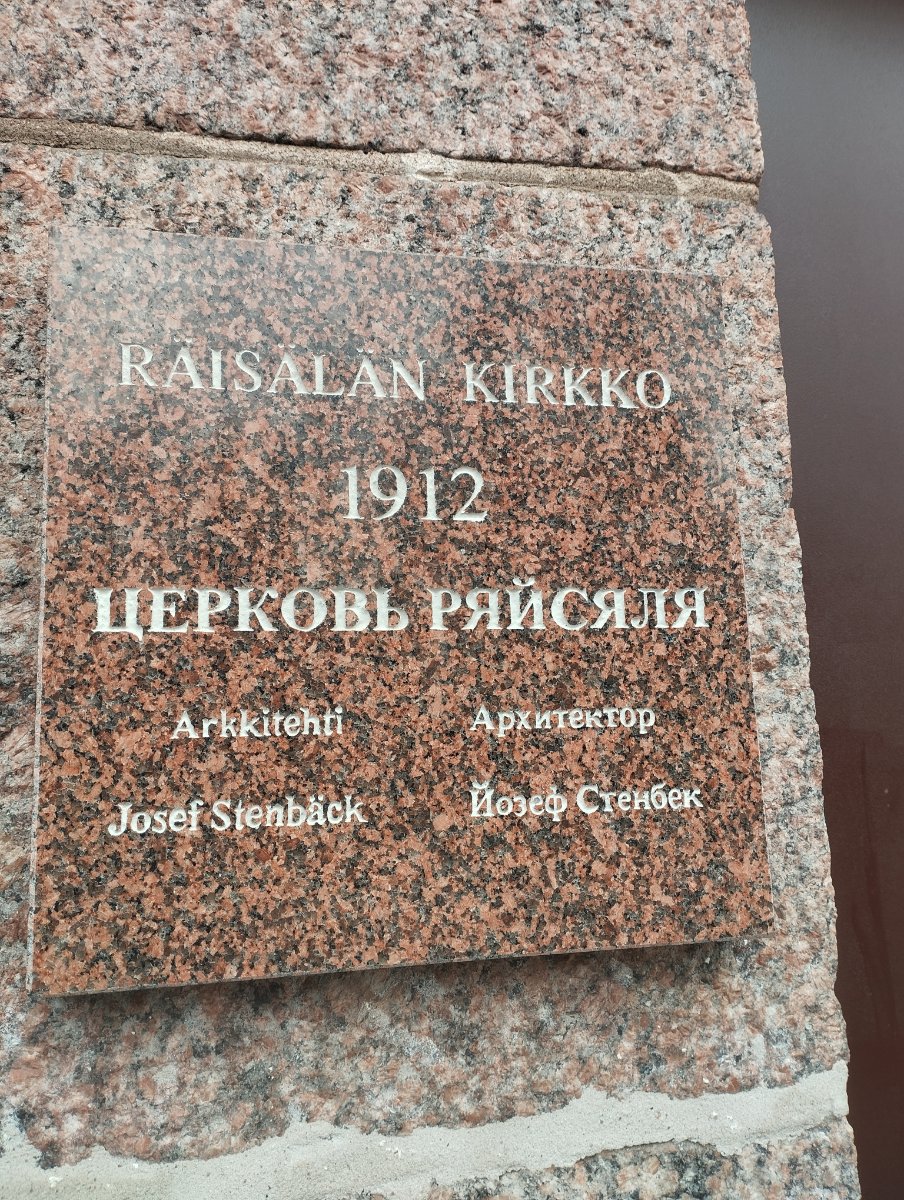 RÄISÄLÄN KIRKKO
1912
ЦЕРКОВЬ РЯЙСЯЛЯ
Arkkitehti Архитектор
Josef Stenbäck Йозеф Стенбек